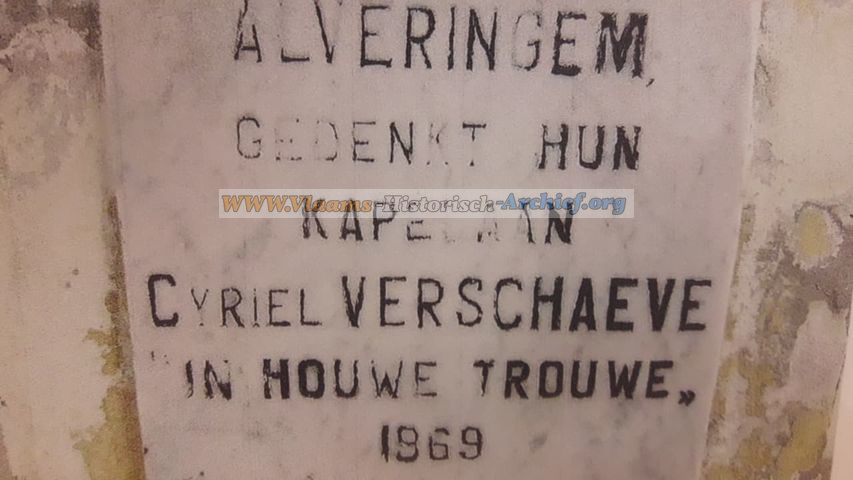 ALVERINGEM,
GEDENKT HUN
www.Vlaams-Historisch-Archief.org
KAPELAAN
CYRIEL VERSCHAEVE
"IN HOUWE TROUWE„
1969